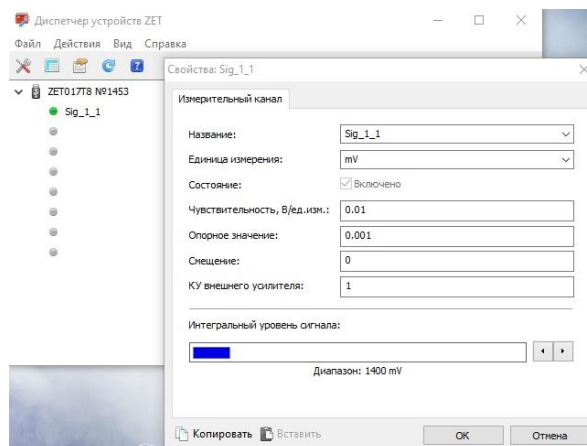 Диспетчер устройств ZET
Файл Действия Вид Справка
ZET017T8 №1453
Sig_1_1
Свойства: Sig_1_1
Измерительный канал
Название: Sig_1_1
Единица измерения: mV
Состояние: Включено
Чувствительность, В/ед.изм.: 0.01
Опорное значение: 0.001
Смещение: 0
КУ внешнего усилителя: 1
Интегральный уровень сигнала:
Диапазон: 1400 mV
Копировать Вставить OK Отмена